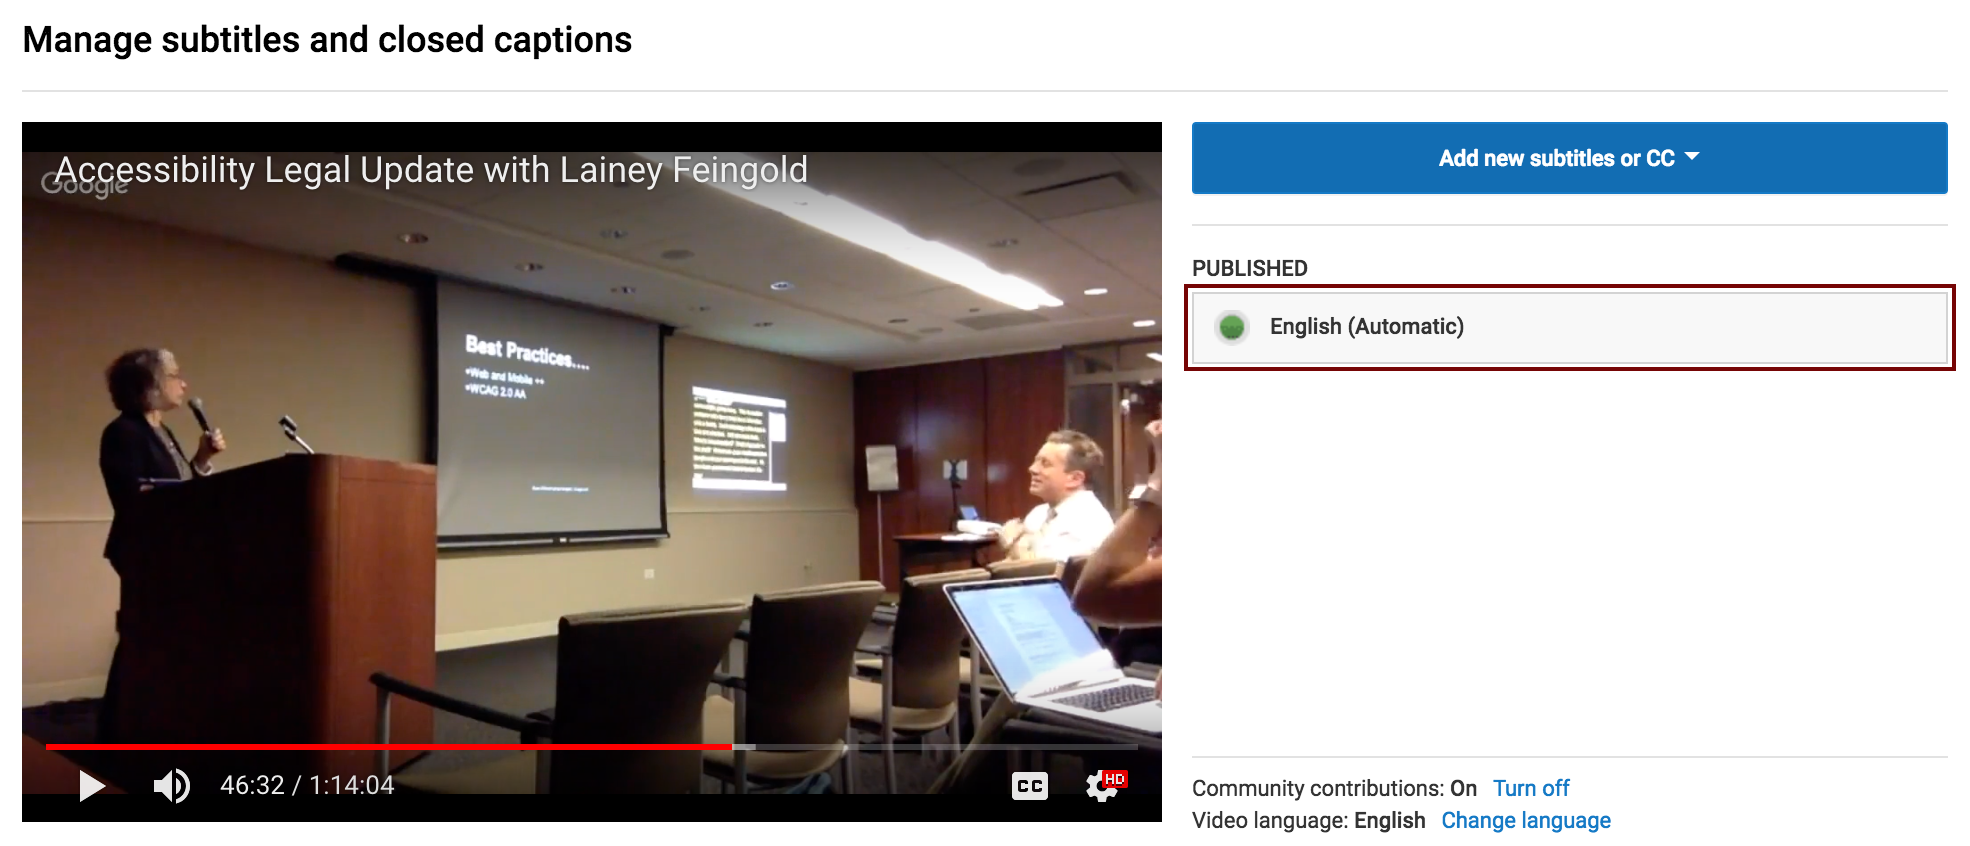 Manage subtitles and closed captions
Accessibility Legal Update with Lainey Feingold
Google
Best Practices....
•Web and Mobile ++
•WCAG 2.0 AA
46:32 / 1:14:04
CC
HD
Add new subtitles or CC
PUBLISHED
English (Automatic)
Community contributions: On Turn off
Video language: English Change language